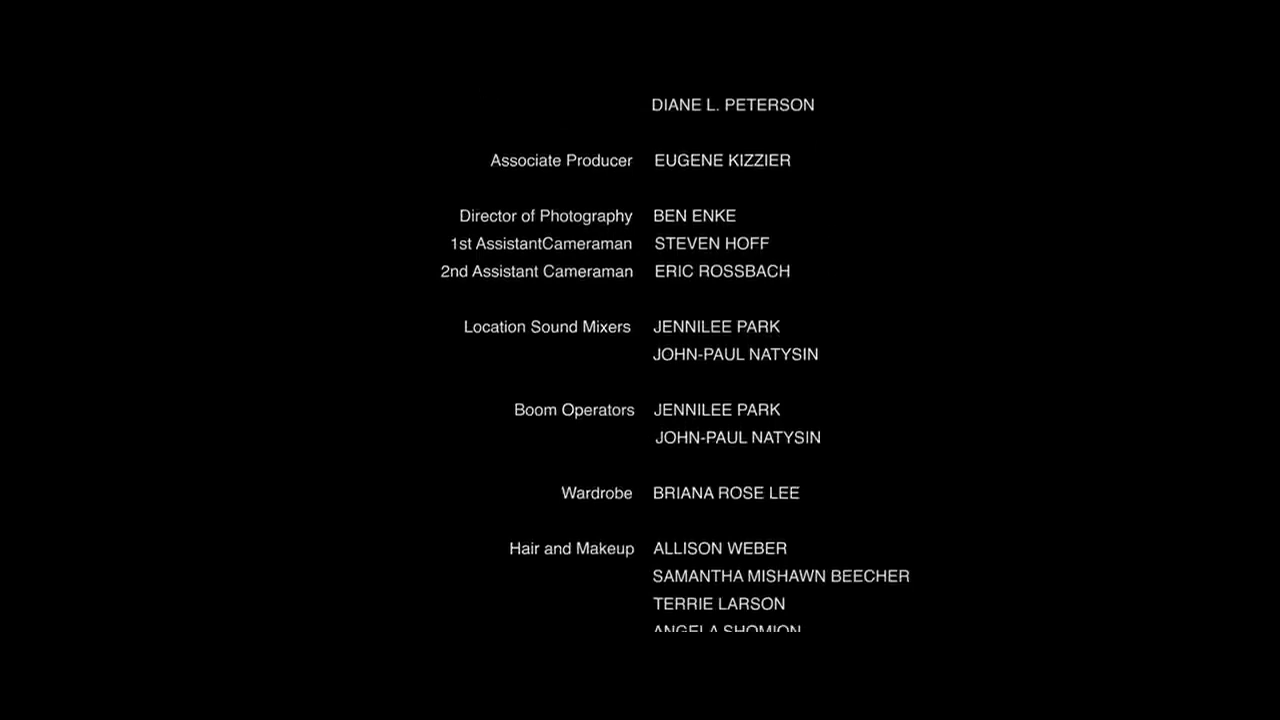 DIANE L. PETERSON
Associate Producer EUGENE KIZZIER
Director of Photography BEN ENKE
1st AssistantCameraman STEVEN HOFF
2nd Assistant Cameraman ERIC ROSSBACH
Location Sound Mixers JENNILEE PARK
JOHN-PAUL NATYSIN
Boom Operators JENNILEE PARK
JOHN-PAUL NATYSIN
Wardrobe BRIANA ROSE LEE
Hair and Makeup ALLISON WEBER
SAMANTHA MISHAWN BEECHER
TERRIE LARSON
ANGELA